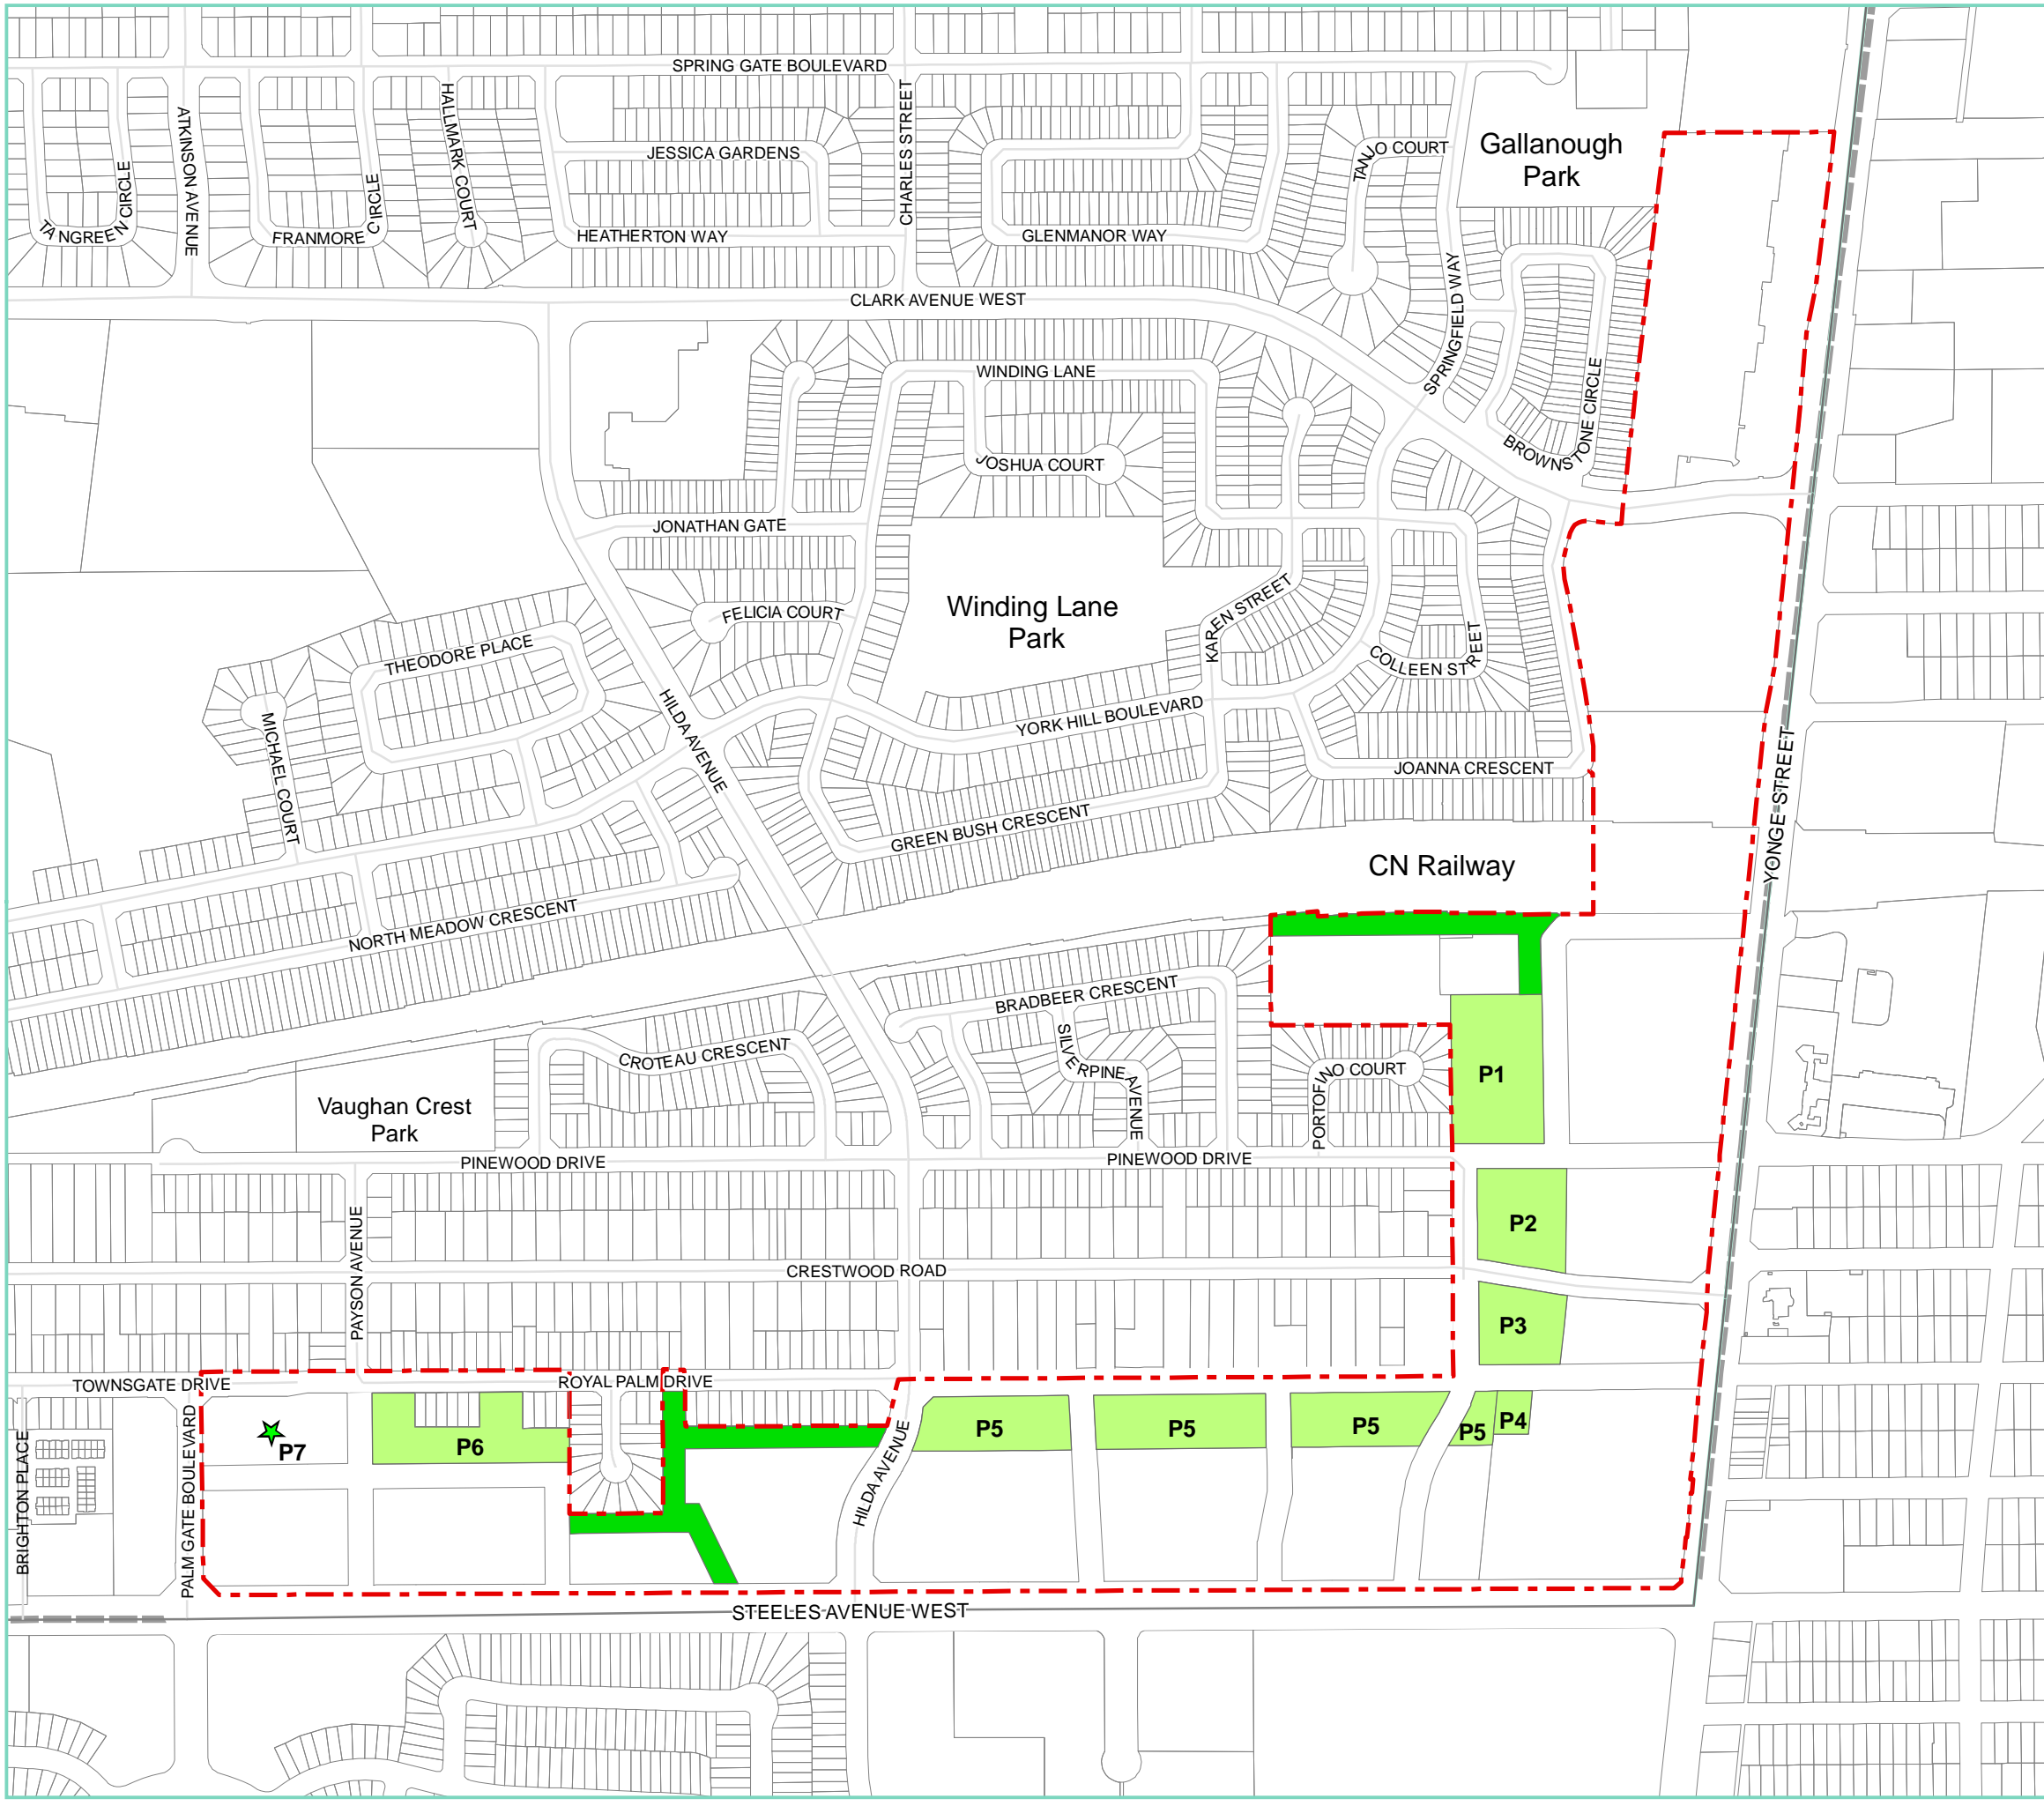 SPRING GATE BOULEVARD
ATKINSON AVENUE
HALLMARK COURT
CHARLES STREET
TANJO COURT
Gallanough
Park
JESSICA GARDENS
TANGREEN CIRCLE
FRANMORE CIRCLE
HEATHERTON WAY
GLENMANOR WAY
SPRINGFIELD WAY
CLARK AVENUE WEST
WINDING LANE
BROWNSTONE CIRCLE
JOSHUA COURT
JONATHAN GATE
FELICIA COURT
Winding Lane
Park
KAREN STREET
COLLEEN STREET
THEODORE PLACE
MICHAEL COURT
HILDA AVENUE
YORK HILL BOULEVARD
JOANNA CRESCENT
YONGE STREET
GREEN BUSH CRESCENT
CN Railway
NORTH MEADOW CRESCENT
BRADBEER CRESCENT
SILVERPINE AVENUE
CROTEAU CRESCENT
PORTOFINO COURT
P1
Vaughan Crest
Park
PINEWOOD DRIVE
PINEWOOD DRIVE
PAYSON AVENUE
P2
CRESTWOOD ROAD
P3
TOWNSGATE DRIVE
ROYAL PALM DRIVE
BRIGHTON PLACE
PALM GATE BOULEVARD
P7
P6
HILDA AVENUE
P5
P5
P5
P5
P4
STEELES AVENUE WEST